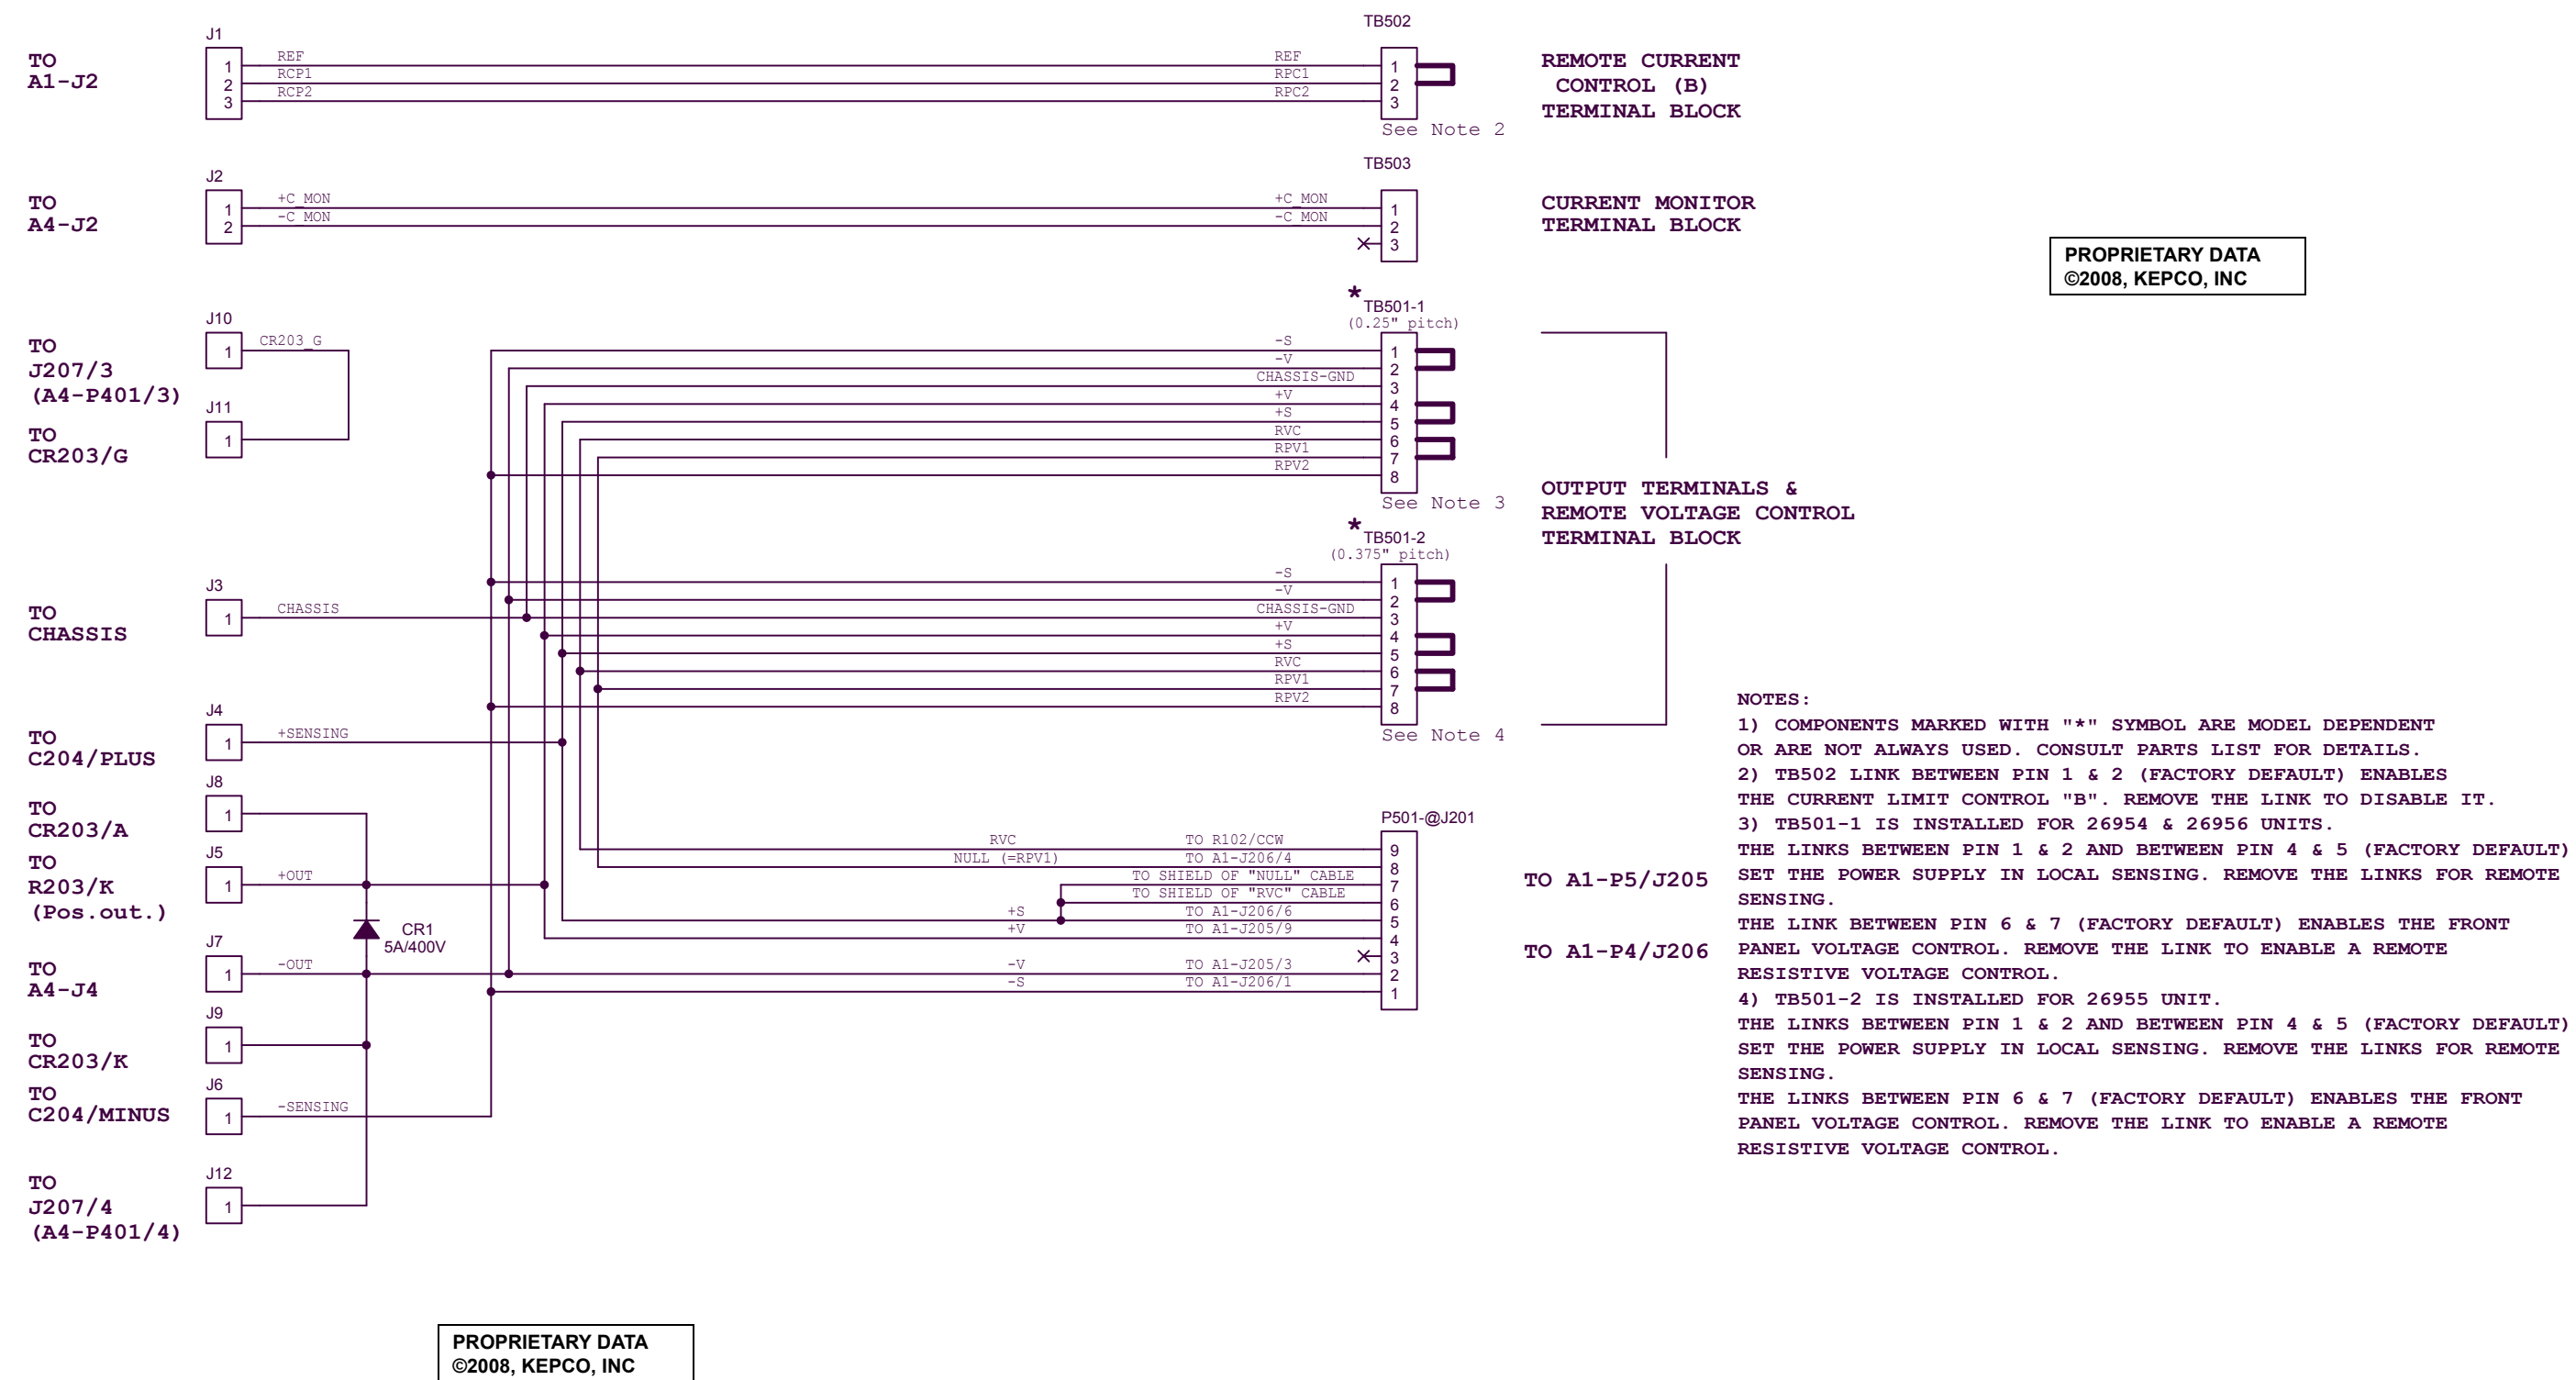 TB502
J1
TO
A1-J2
1
2
3
REF
RCP1
RCP2
REF
RPC1
RPC2
1
2
3
See Note 2
REMOTE CURRENT
CONTROL (B)
TERMINAL BLOCK
TB503
J2
TO
A4-J2
1
2
+C_MON
-C_MON
+C_MON
-C_MON
1
2
3
CURRENT MONITOR
TERMINAL BLOCK
PROPRIETARY DATA
©2008, KEPCO, INC
J10
TO
J207/3
(A4-P401/3)
1
CR203_G
J11
TO
CR203/G
1
*
TB501-1
(0.25" pitch)
-S
-V
CHASSIS-GND
+V
+S
RVC
RPV1
RPV2
1
2
3
4
5
6
7
8
See Note 3
OUTPUT TERMINALS &
REMOTE VOLTAGE CONTROL
TERMINAL BLOCK
*
TB501-2
(0.375" pitch)
-S
-V
CHASSIS-GND
+V
+S
RVC
RPV1
RPV2
1
2
3
4
5
6
7
8
See Note 4
J3
TO
CHASSIS
1
CHASSIS
J4
TO
C204/PLUS
1
+SENSING
J8
TO
CR203/A
1
J5
TO
R203/K
(Pos.out.)
1
+OUT
CR1
5A/400V
J7
TO
A4-J4
1
-OUT
J9
TO
CR203/K
1
J6
TO
C204/MINUS
1
-SENSING
J12
TO
J207/4
(A4-P401/4)
1
P501-@J201
RVC
TO R102/CCW
9
NULL (=RPV1)
TO A1-J206/4
8
TO SHIELD OF "NULL" CABLE
7
TO SHIELD OF "RVC" CABLE
6
+S
TO A1-J206/6
5
+V
TO A1-J205/9
4
3
-V
TO A1-J205/3
2
-S
TO A1-J206/1
1
TO A1-P5/J205
TO A1-P4/J206
NOTES:
1) COMPONENTS MARKED WITH "*" SYMBOL ARE MODEL DEPENDENT
OR ARE NOT ALWAYS USED. CONSULT PARTS LIST FOR DETAILS.
2) TB502 LINK BETWEEN PIN 1 & 2 (FACTORY DEFAULT) ENABLES
THE CURRENT LIMIT CONTROL "B". REMOVE THE LINK TO DISABLE IT.
3) TB501-1 IS INSTALLED FOR 26954 & 26956 UNITS.
THE LINKS BETWEEN PIN 1 & 2 AND BETWEEN PIN 4 & 5 (FACTORY DEFAULT)
SET THE POWER SUPPLY IN LOCAL SENSING. REMOVE THE LINKS FOR REMOTE
SENSING.
THE LINK BETWEEN PIN 6 & 7 (FACTORY DEFAULT) ENABLES THE FRONT
PANEL VOLTAGE CONTROL. REMOVE THE LINK TO ENABLE A REMOTE
RESISTIVE VOLTAGE CONTROL.
4) TB501-2 IS INSTALLED FOR 26955 UNIT.
THE LINKS BETWEEN PIN 1 & 2 AND BETWEEN PIN 4 & 5 (FACTORY DEFAULT)
SET THE POWER SUPPLY IN LOCAL SENSING. REMOVE THE LINKS FOR REMOTE
SENSING.
THE LINKS BETWEEN PIN 6 & 7 (FACTORY DEFAULT) ENABLES THE FRONT
PANEL VOLTAGE CONTROL. REMOVE THE LINK TO ENABLE A REMOTE
RESISTIVE VOLTAGE CONTROL.
PROPRIETARY DATA
©2008, KEPCO, INC